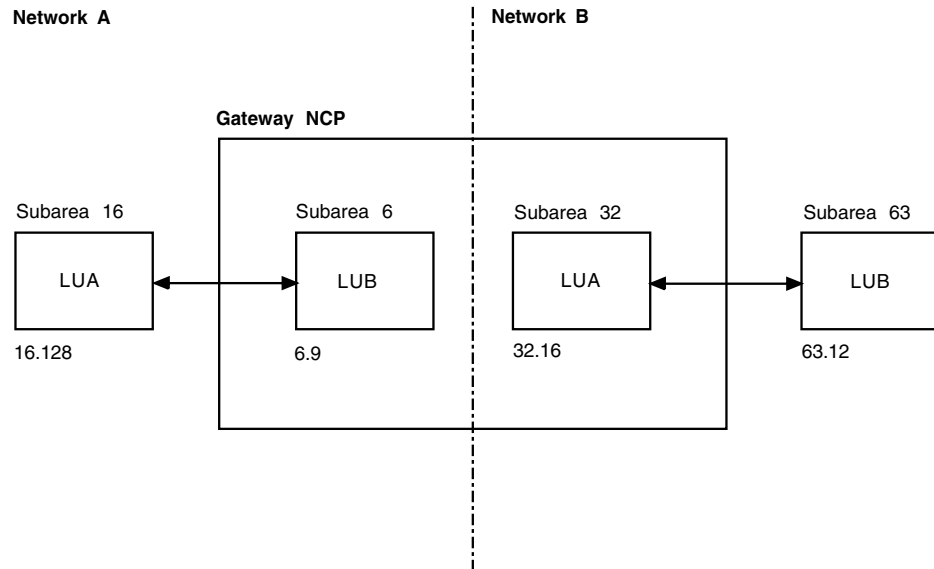 Network A
Network B
Gateway NCP
Subarea 16
Subarea 6
Subarea 32
Subarea 63
LUA
LUB
LUA
LUB
16.128
6.9
32.16
63.12